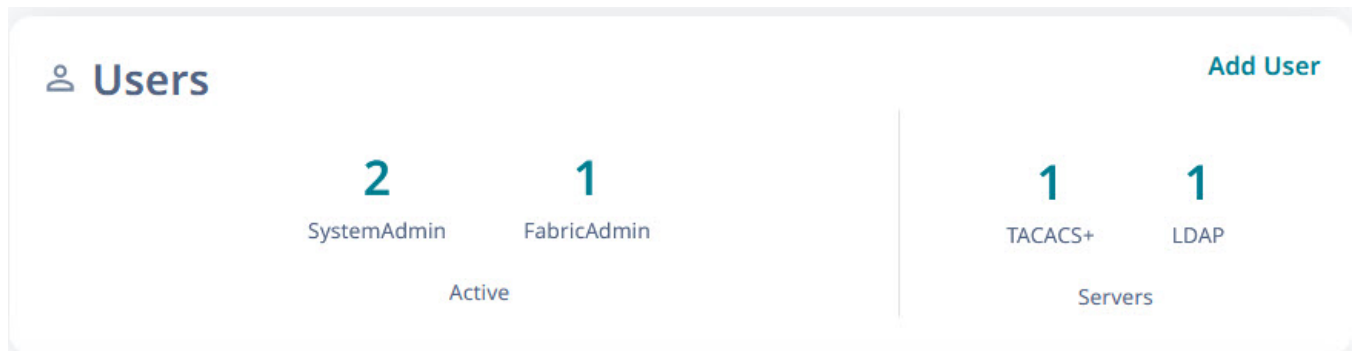 Users
Add User
2 1
SystemAdmin FabricAdmin
Active
1 1
TACACS+ LDAP
Servers